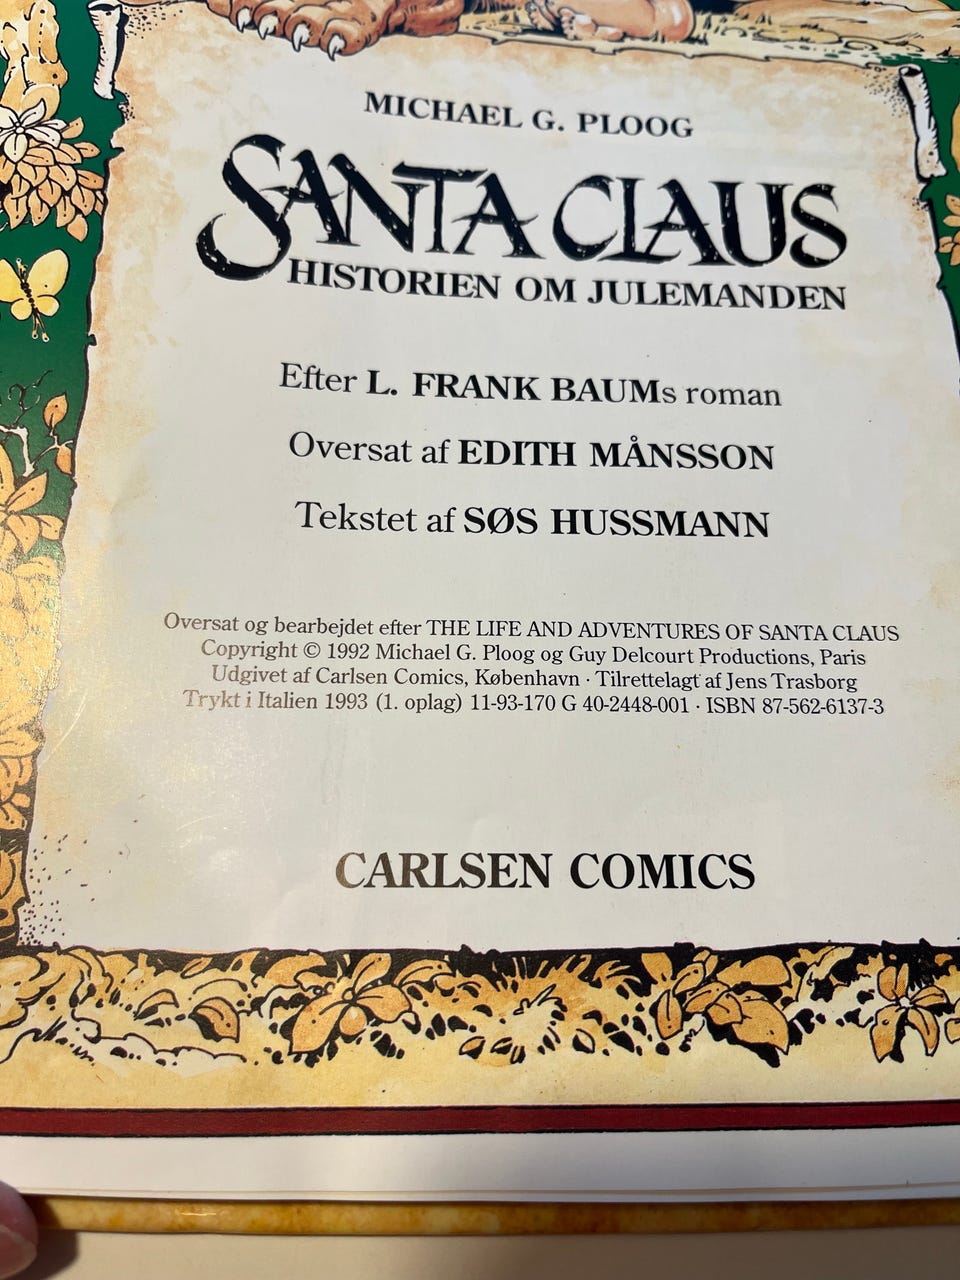 MICHAEL G. PLOOG
SANTA CLAUS
HISTORIEN OM JULEMANDEN
Efter L. FRANK BAUMs roman
Oversat af EDITH MÅNSSON
Tekstet af SØS HUSSMANN
Oversat og bearbejdet efter THE LIFE AND ADVENTURES OF SANTA CLAUS
Copyright © 1992 Michael G. Ploog og Guy Delcourt Productions, Paris
Udgivet af Carlsen Comics, København · Tilrettelagt af Jens Trasborg
Trykt i Italien 1993 (1. oplag) 11-93-170 G 40-2448-001 · ISBN 87-562-6137-3
CARLSEN COMICS